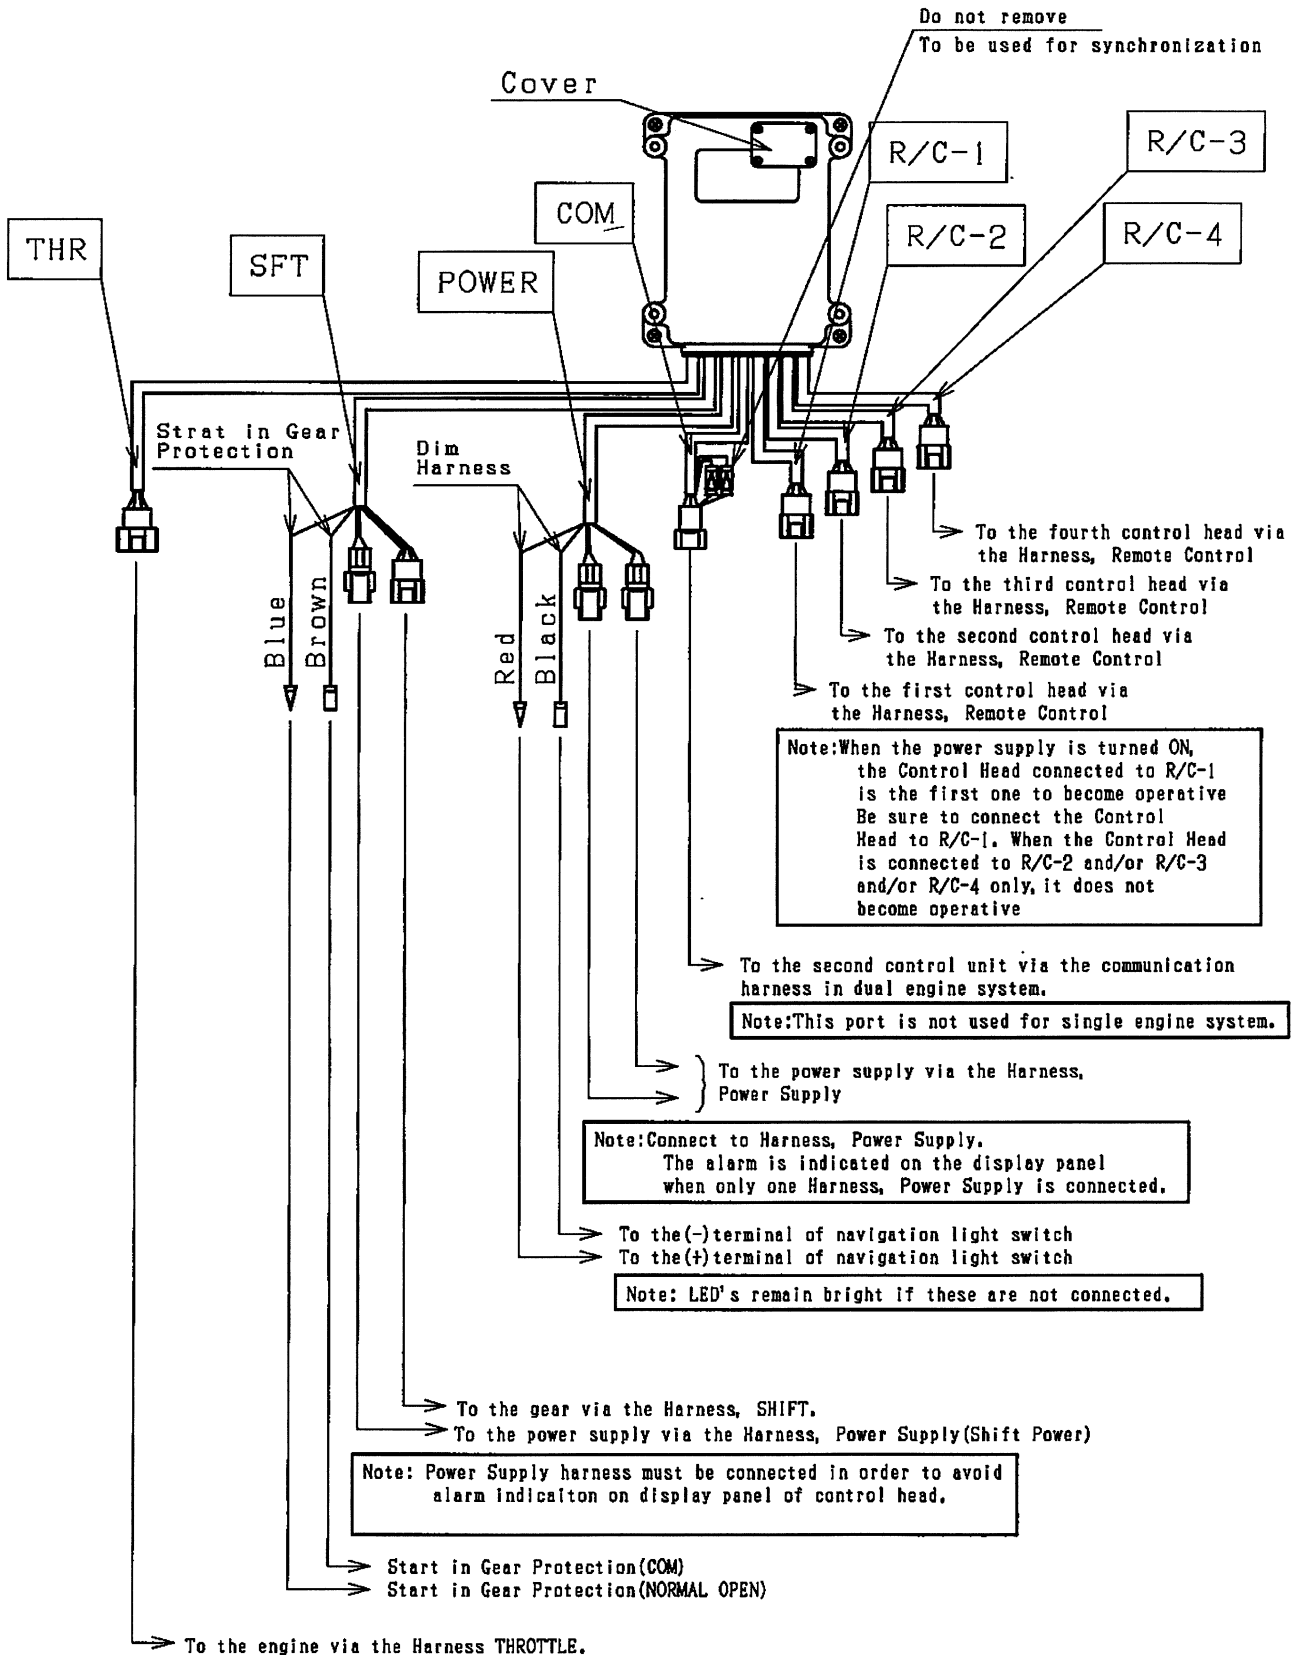 Do not remove
To be used for synchronization
Cover
R/C-3
R/C-1
COM
R/C-2
R/C-4
THR
SFT
POWER
Strat in Gear
Protection
Dim
Harness
Blue
Brown
Red
Black
To the fourth control head via
the Harness, Remote Control
To the third control head via
the Harness, Remote Control
To the second control head via
the Harness, Remote Control
To the first control head via
the Harness, Remote Control
Note:When the power supply is turned ON,
the Control Head connected to R/C-1
is the first one to become operative
Be sure to connect the Control
Head to R/C-1. When the Control Head
is connected to R/C-2 and/or R/C-3
and/or R/C-4 only, it does not
become operative
To the second control unit via the communication
harness in dual engine system.
Note:This port is not used for single engine system.
To the power supply via the Harness,
Power Supply
Note:Connect to Harness, Power Supply.
The alarm is indicated on the display panel
when only one Harness, Power Supply is connected.
To the(-)terminal of navigation light switch
To the(+)terminal of navigation light switch
Note: LED's remain bright if these are not connected.
To the gear via the Harness, SHIFT.
To the power supply via the Harness, Power Supply(Shift Power)
Note: Power Supply harness must be connected in order to avoid
alarm indicaiton on display panel of control head.
Start in Gear Protection(COM)
Start in Gear Protection(NORMAL OPEN)
To the engine via the Harness THROTTLE.